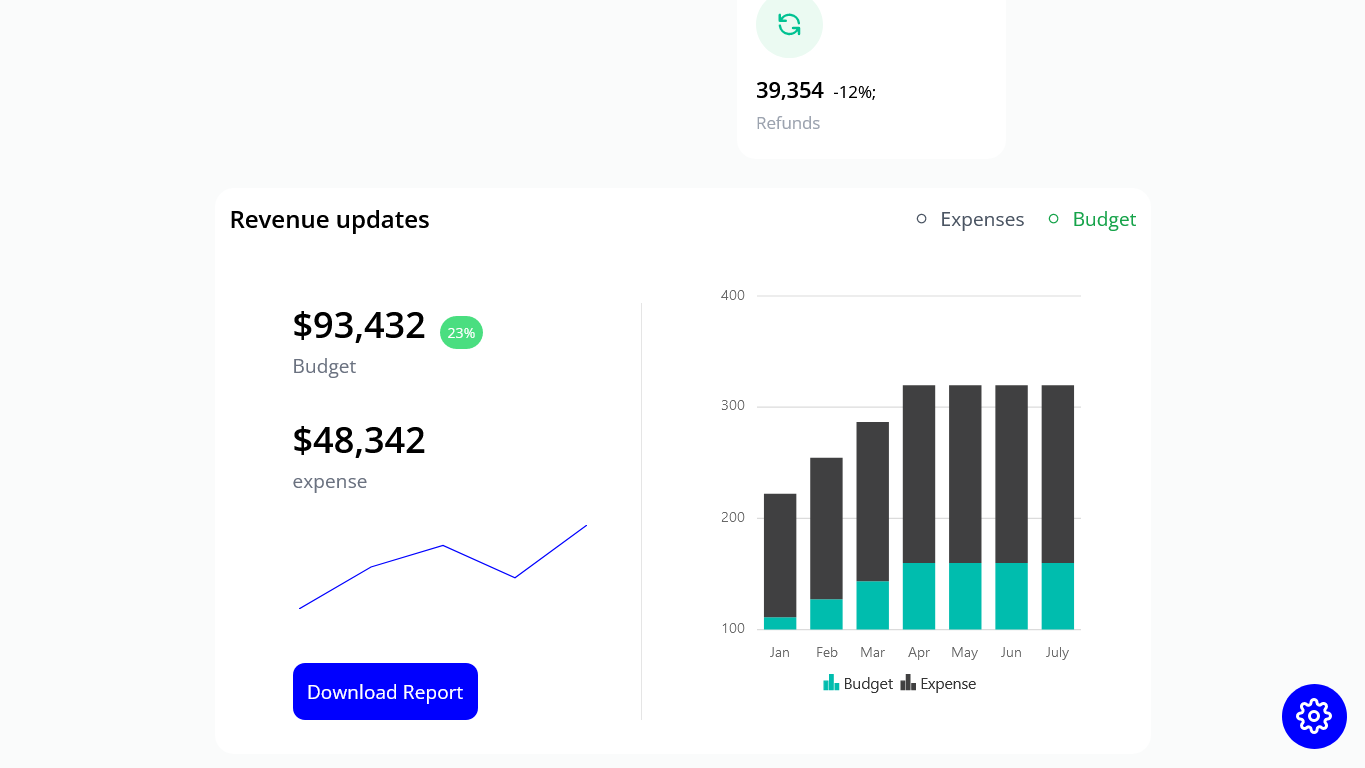 39,354 -12%;
Refunds
Revenue updates
Expenses Budget
$93,432 23%
Budget
$48,342
expense
Download Report
400
300
200
100
Jan Feb Mar Apr May Jun July
Budget Expense